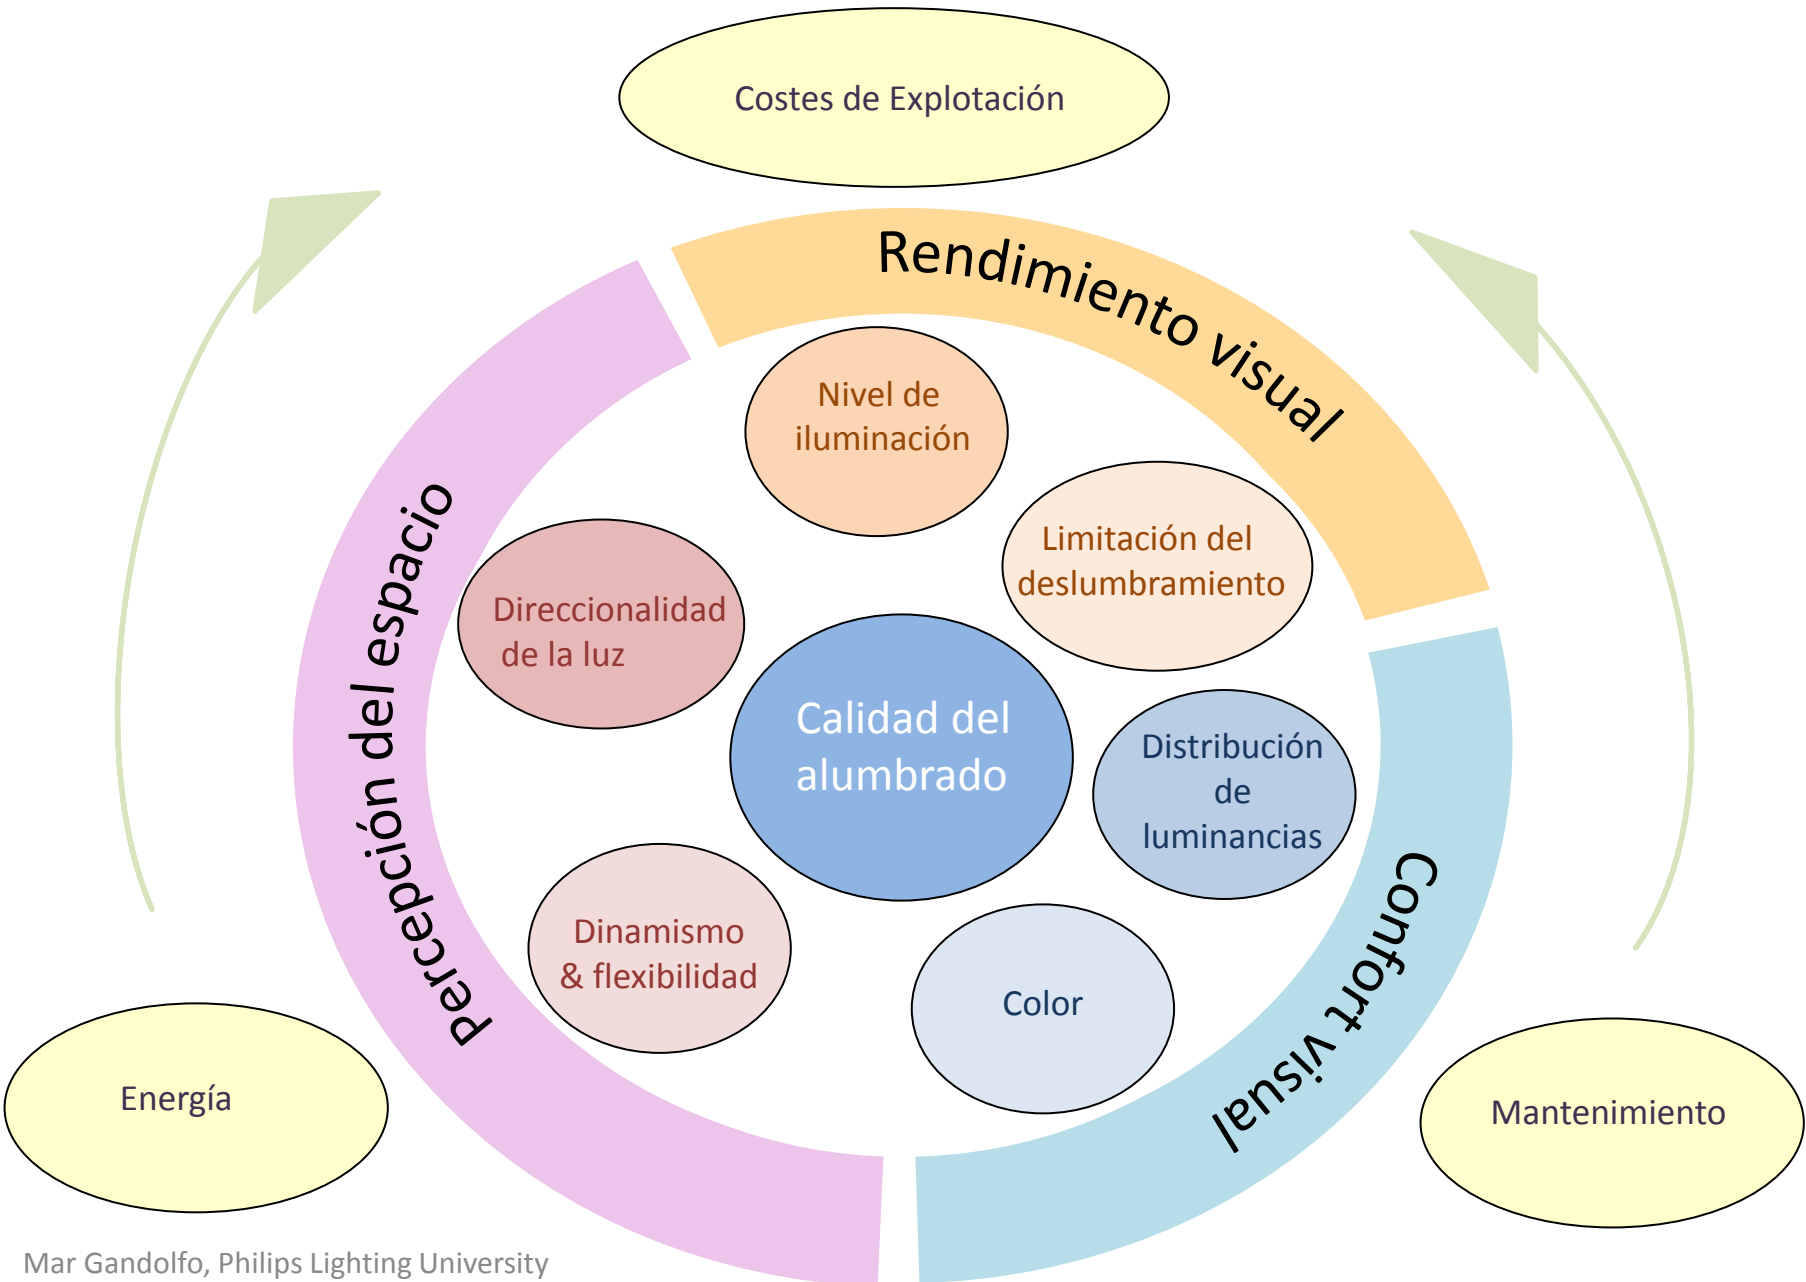 Costes de Explotación
Rendimiento visual
Nivel de
iluminación
Limitación del
deslumbramiento
Percepción del espacio
Direccionalidad
de la luz
Calidad del
alumbrado
Distribución
de
luminancias
Confort visual
Dinamismo
& flexibilidad
Color
Energía
Mantenimiento
Mar Gandolfo, Philips Lighting University